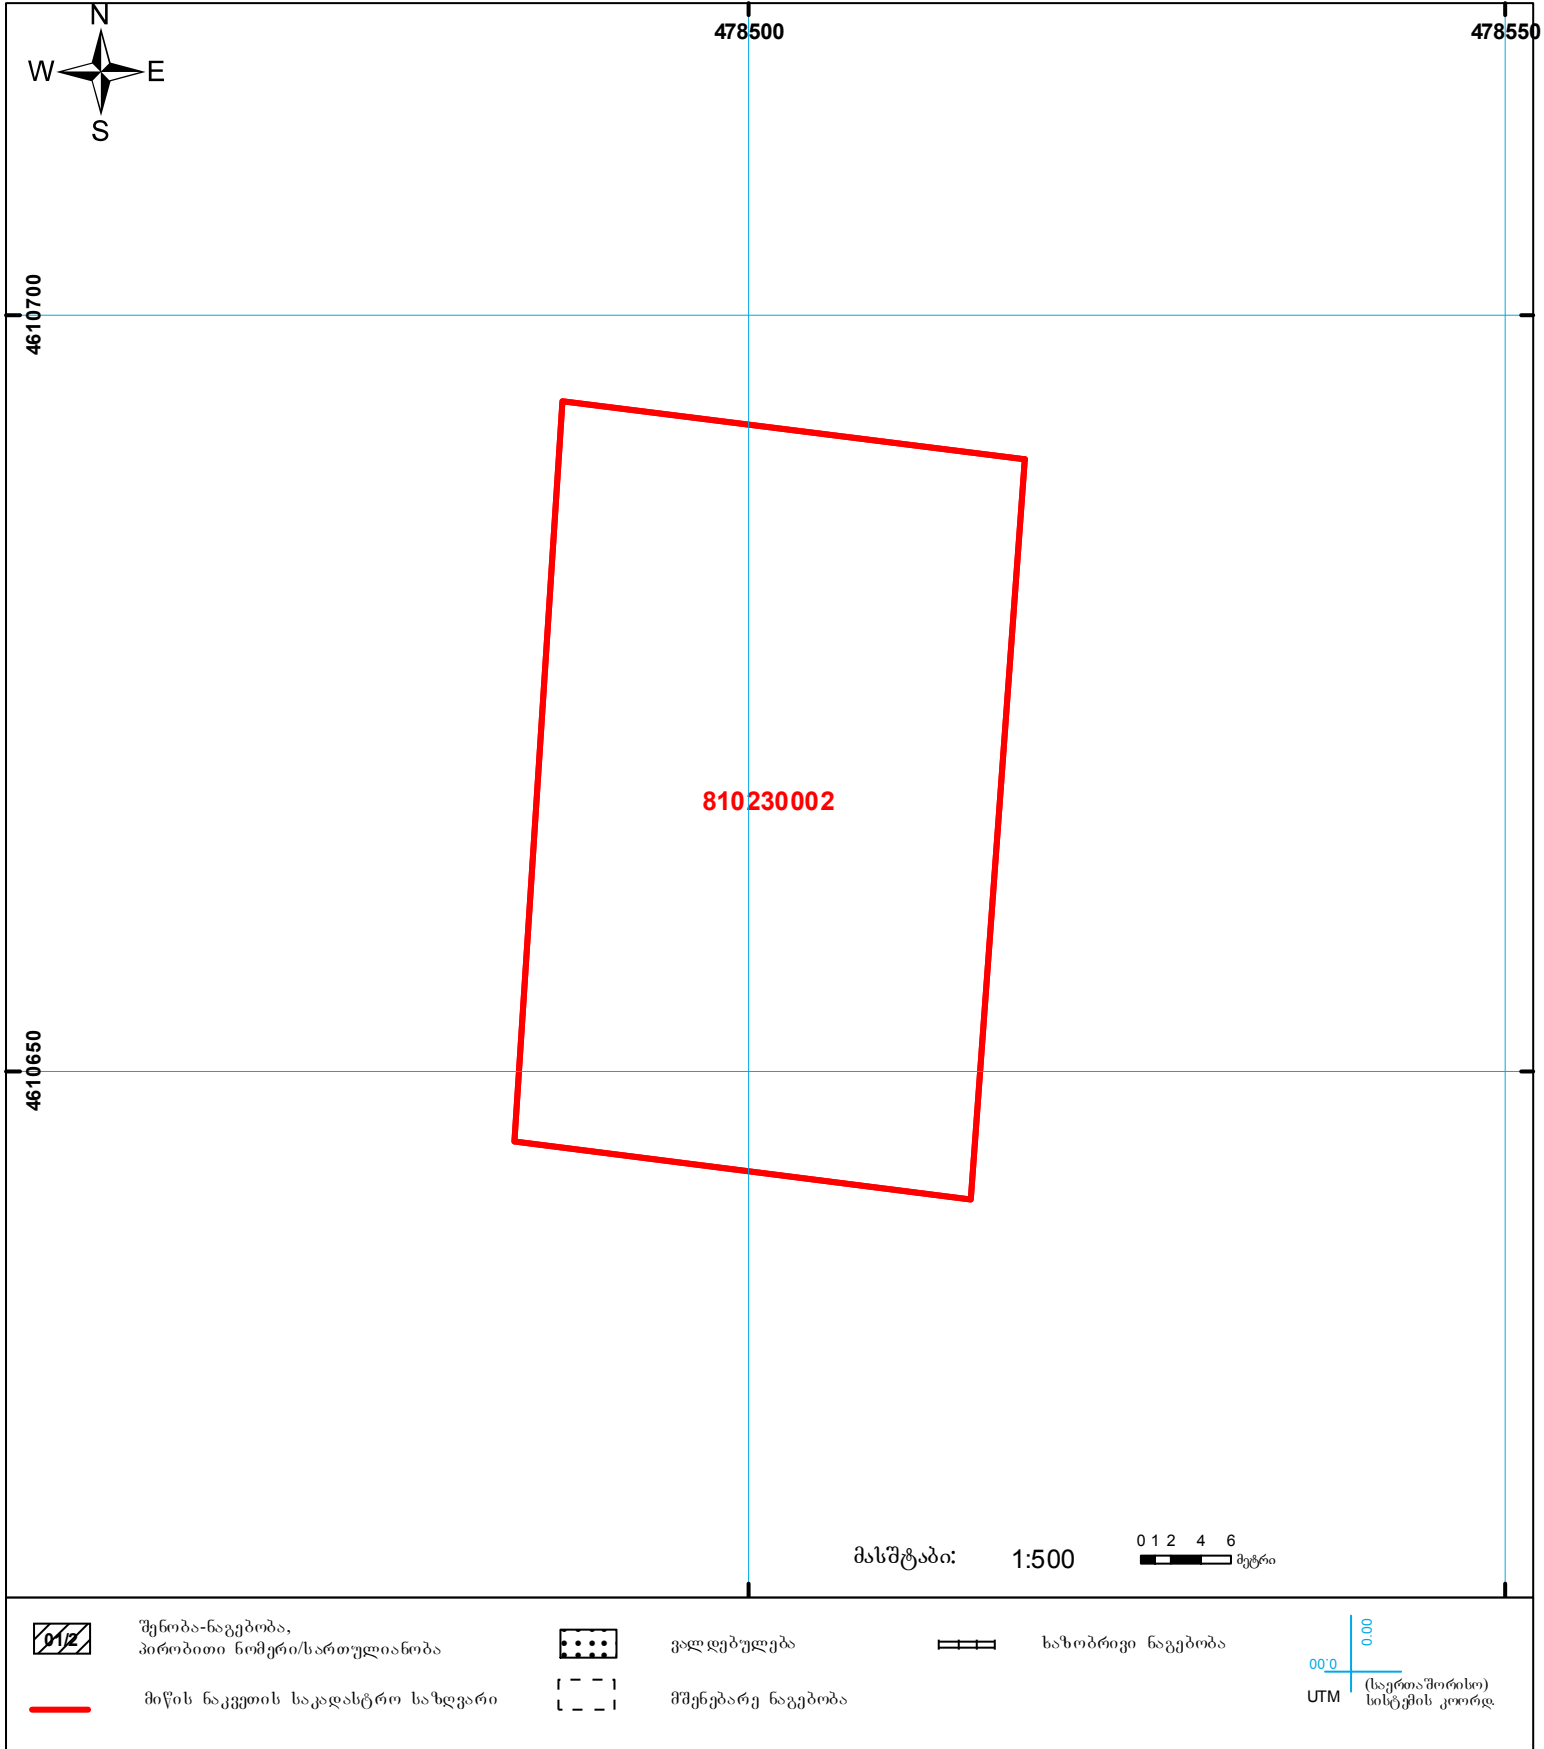 N
W E
S
478500
478550
4610700
4610650
810230002
მასშტაბი: 1:500
0 1 2 4 6
მეტრი
01/2
შენობა-ნაგებობა,
პირობითი ნომერი/სართულიანობა
ვალდებულება
ხაზობრივი ნაგებობა
მიწის ნაკვეთის საკადასტრო საზღვარი
მშენებარე ნაგებობა
0.00
0.00
UTM
(საერთაშორისო)
სისტემის კოორდ.